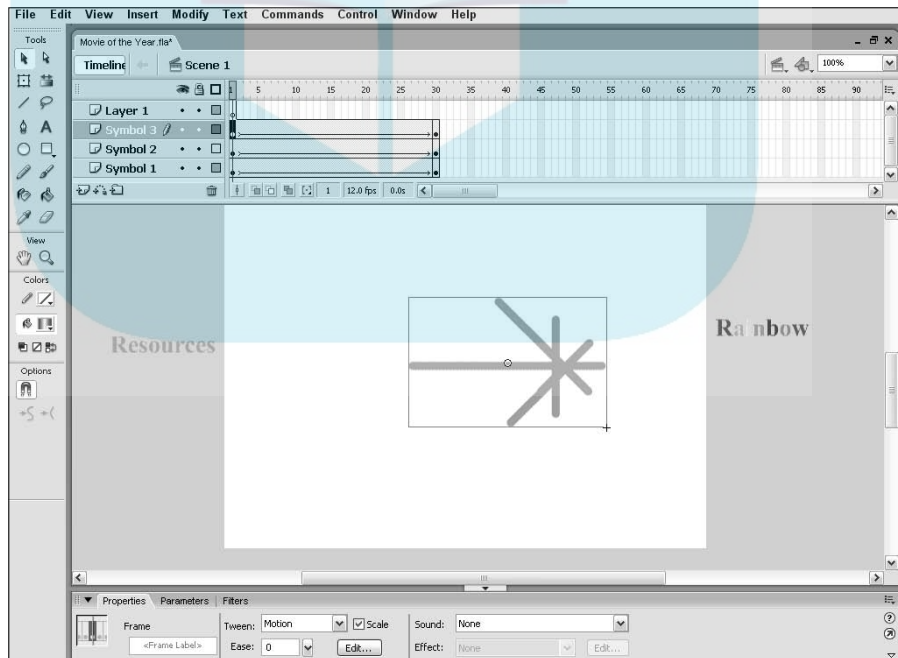 File Edit View Insert Modify Text Commands Control Window Help
Tools
Movie of the Year.fla*
Timeline
Scene 1
100%
1 5 10 15 20 25 30 35 40 45 50 55 60 65 70 75 80 85 90
Layer 1
Symbol 3
Symbol 2
Symbol 1
1 12.0 fps 0.0s
View
Colors
Options
Resources
Rainbow
Properties Parameters Filters
Frame
<Frame Label>
Tween: Motion Scale
Ease: 0 Edit...
Sound: None
Effect: None Edit...